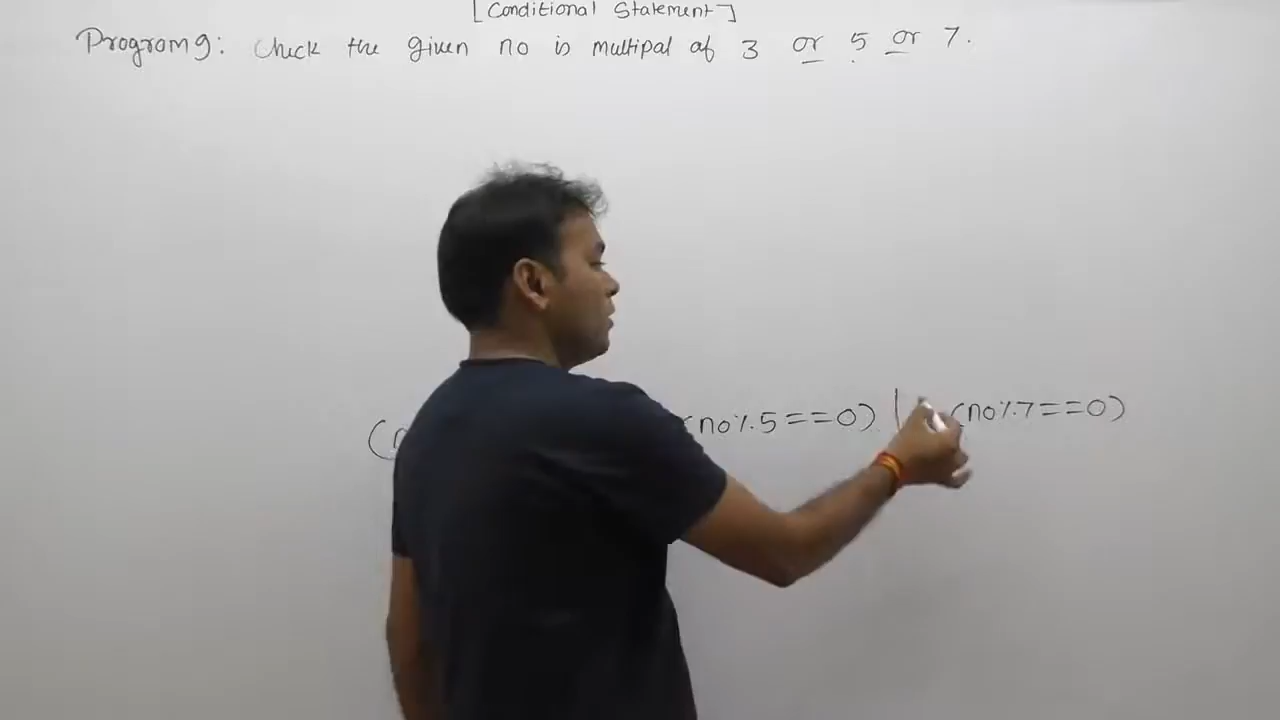 [Conditional Statement]
Program 9: Check the given no is multipal of 3 or 5 or 7.
( (no%5==0) | (no%7==0)